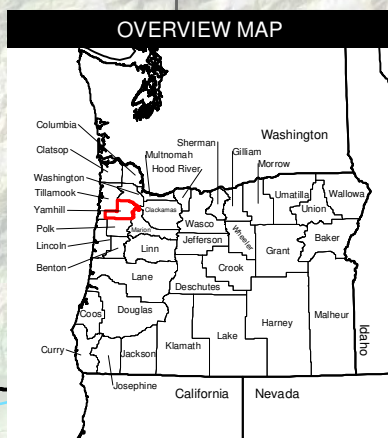 OVERVIEW MAP
Columbia
Clatsop
Washington
Tillamook
Yamhill
Polk
Lincoln
Benton
Multnomah
Hood River
Sherman
Gilliam
Morrow
Washington
Umatilla
Wallowa
Union
Clackamas
Wasco
Marion
Jefferson
Wheeler
Grant
Baker
Linn
Crook
Lane
Deschutes
Coos
Douglas
Harney
Malheur
Idaho
Lake
Klamath
Curry
Jackson
Josephine
California
Nevada